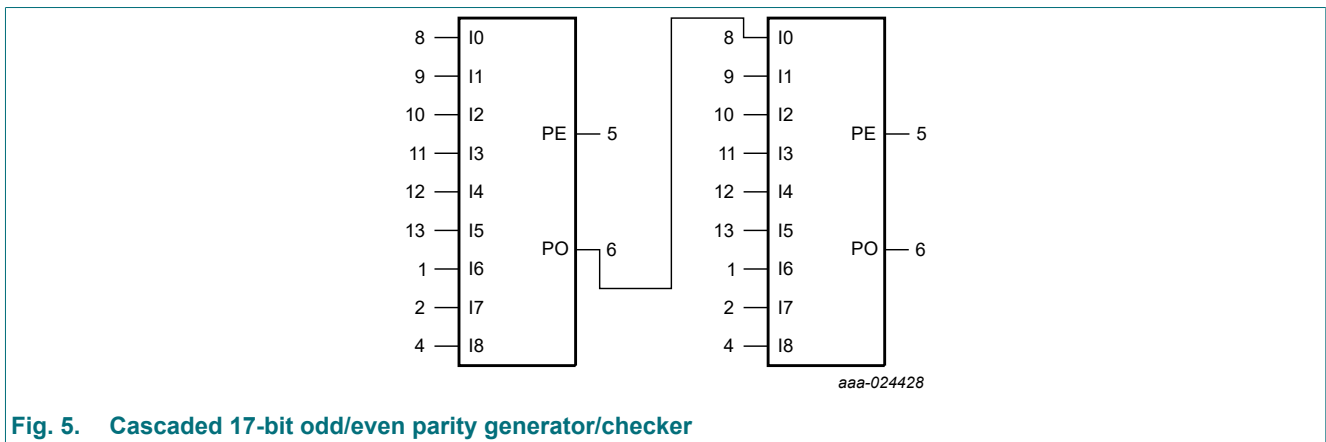 8 I0 8 I0
9 I1 9 I1
10 I2 10 I2
PE 5 PE 5
11 I3 11 I3
12 I4 12 I4
13 I5 13 I5
PO 6 PO 6
1 I6 1 I6
2 I7 2 I7
4 I8 4 I8
aaa-024428
Fig. 5. Cascaded 17-bit odd/even parity generator/checker